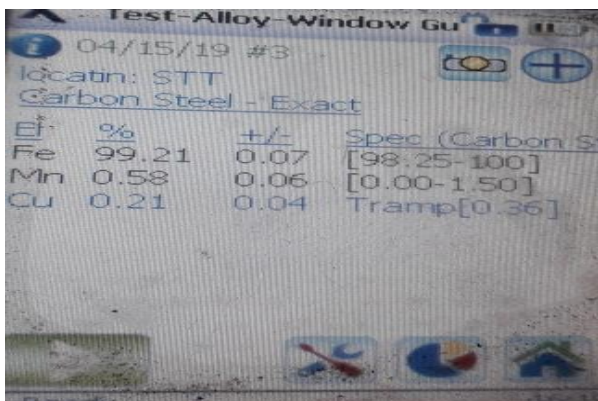 Test-Alloy-Window Gu
04/15/19 #3
locatin: STT
Carbon Steel - Exact
El % +/- Spec (Carbon S
Fe 99.21 0.07 [98.25-100]
Mn 0.58 0.06 [0.00-1.50]
Cu 0.21 0.04 Tramp[0.36]